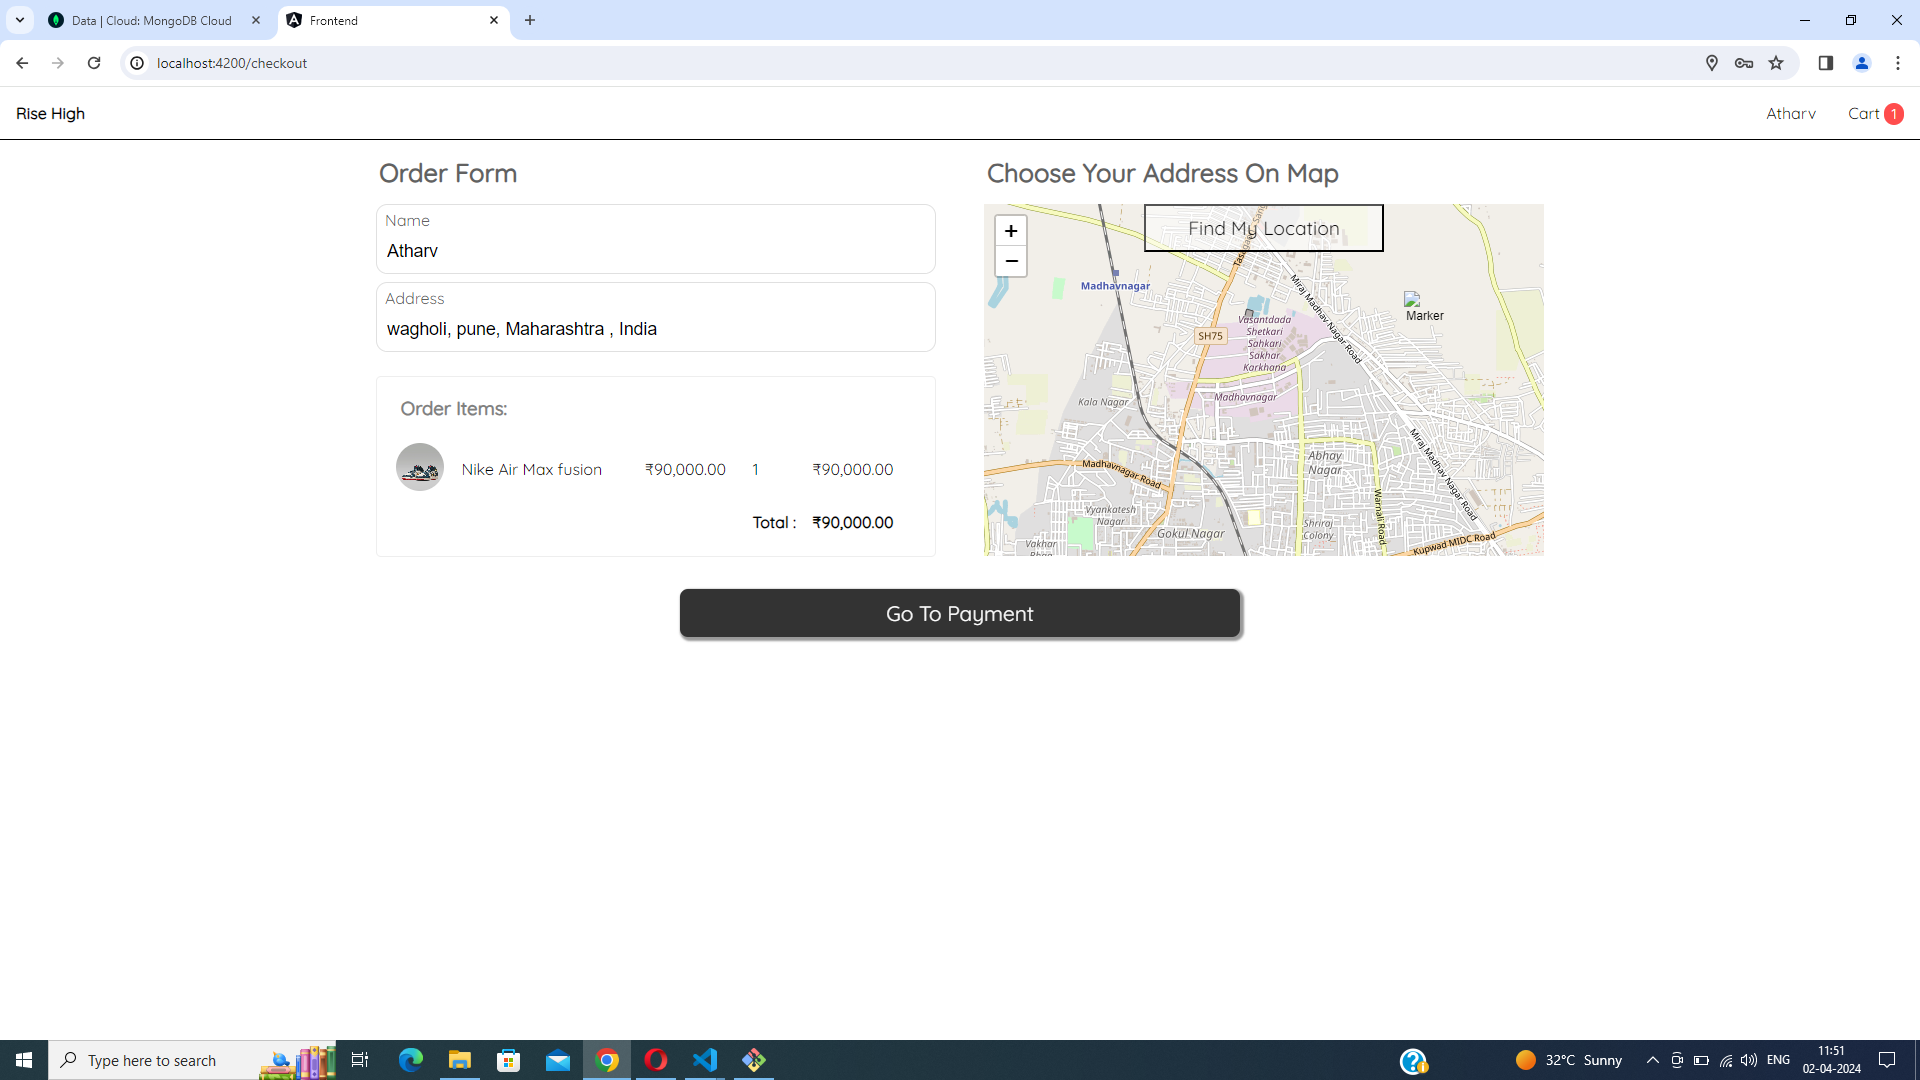 Data | Cloud: MongoDB Cloud
Frontend
localhost:4200/checkout
Rise High
Atharv
Cart 1
Order Form
Name
Atharv
Address
wagholi, pune, Maharashtra , India
Order Items:
Nike Air Max fusion ₹90,000.00 1 ₹90,000.00
Total : ₹90,000.00
Choose Your Address On Map
+
−
Find My Location
Madhavnagar
Marker
Miraj Madhav Nagar Road
SH75
Vasantdada
Shetkari
Sahkari
Sakhar
Karkhana
Madhavnagar
Kala Nagar
Madhavnagar Road
Abhay
Nagar
Miraj Madhav Nagar Road
Warnali Road
Vyankatesh
Nagar
Gokul Nagar
Shriraj
Colony
Vakhar
Kupwad MIDC Road
Go To Payment
Type here to search
32°C Sunny
ENG
11:51
02-04-2024